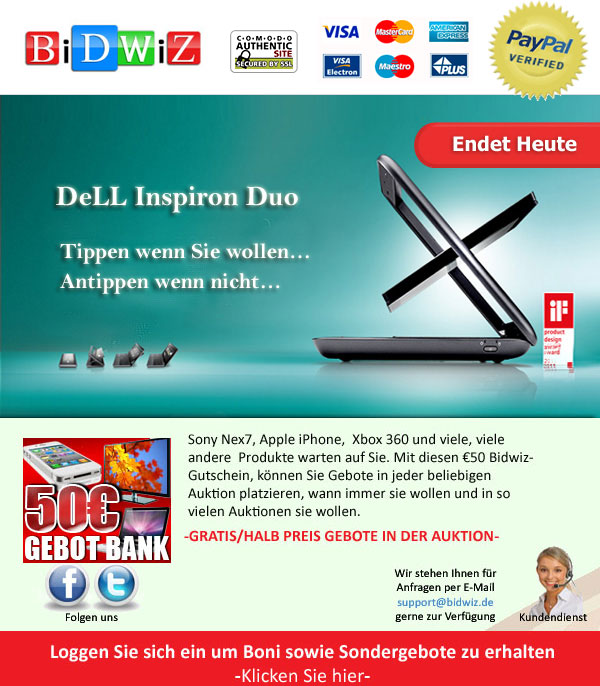 BiDWiZ
COMODO
AUTHENTIC
SITE
SECURED BY SSL
VISA
MasterCard
AMERICAN
EXPRESS
VISA
Electron
Maestro
PLUS
PayPal
VERIFIED
Endet Heute
DeLL Inspiron Duo
Tippen wenn Sie wollen...
Antippen wenn nicht...
iF
product
design
award
Sony Nex7, Apple iPhone, Xbox 360 und viele, viele
andere Produkte warten auf Sie. Mit diesen €50 Bidwiz-
Gutschein, können Sie Gebote in jeder beliebigen
Auktion platzieren, wann immer sie wollen und in so
vielen Auktionen sie wollen.
-GRATIS/HALB PREIS GEBOTE IN DER AUKTION-
50€
GEBOT BANK
Folgen uns
Wir stehen Ihnen für
Anfragen per E-Mail
support@bidwiz.de
gerne zur Verfügung
Kundendienst
Loggen Sie sich ein um Boni sowie Sondergebote zu erhalten
-Klicken Sie hier-